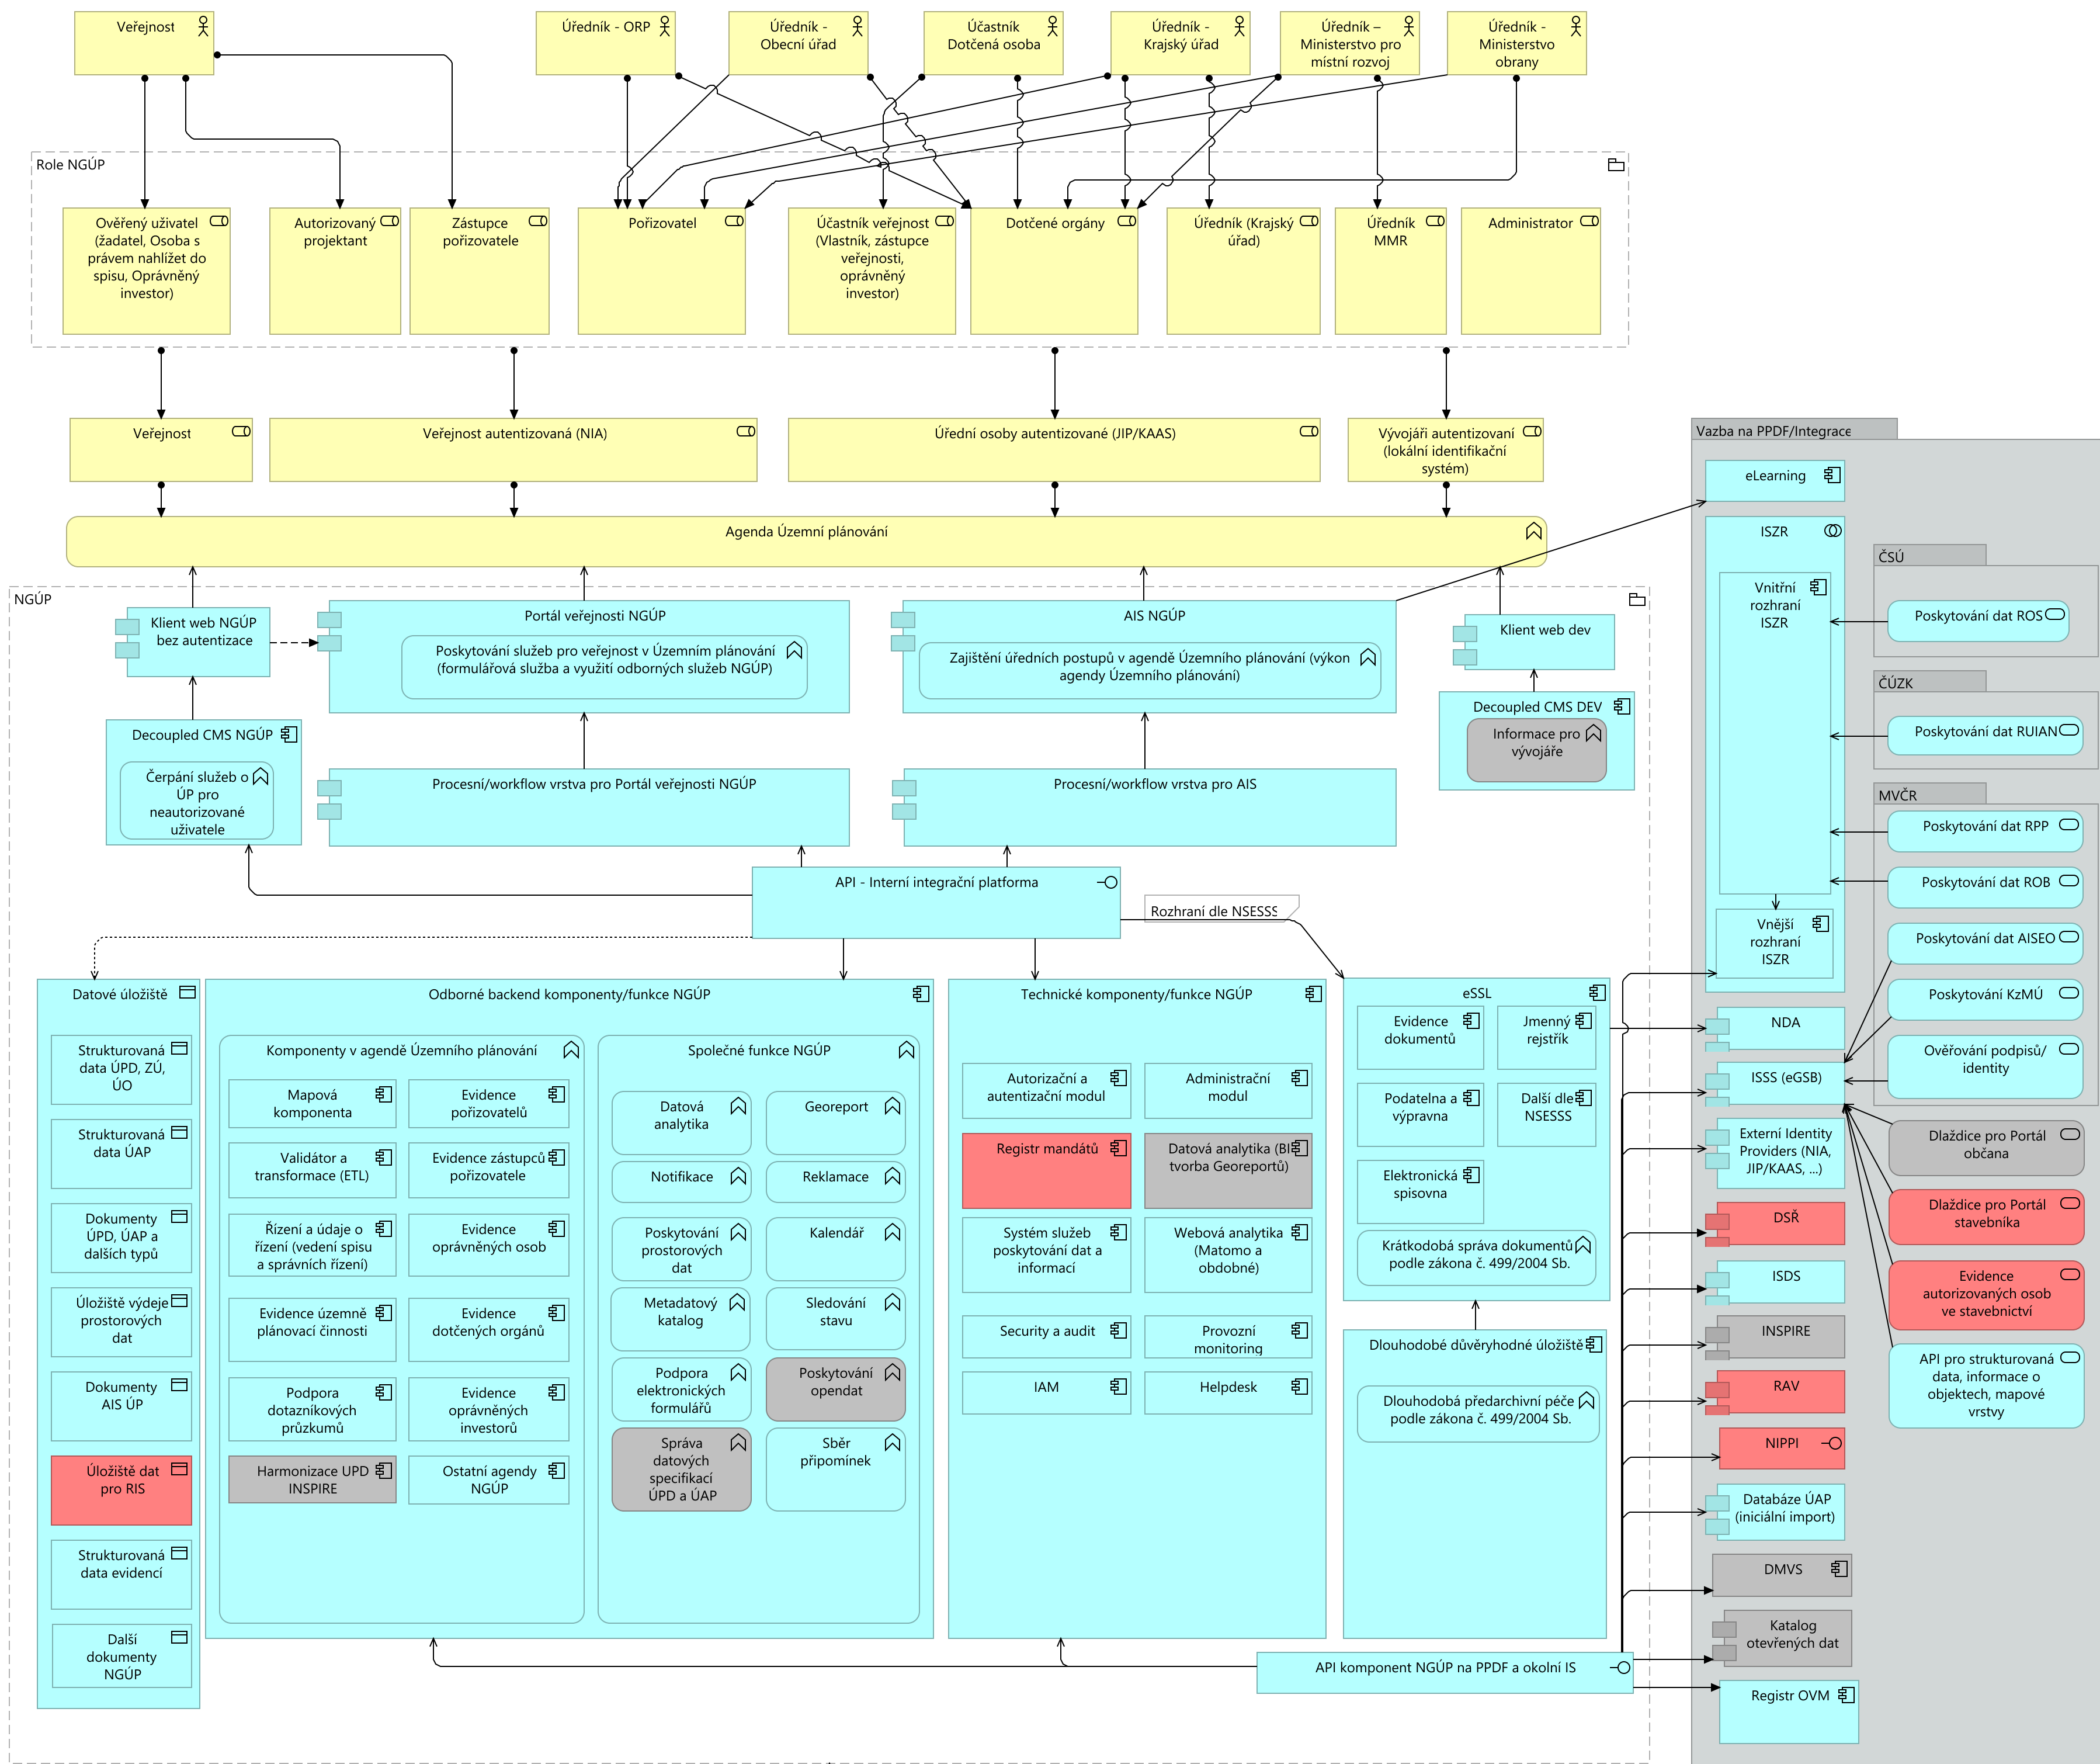 Veřejnost
Úředník - ORP
Úředník -
Obecní úřad
Účastník
Dotčená osoba
Úředník -
Krajský úřad
Úředník –
Ministerstvo pro
místní rozvoj
Úředník -
Ministerstvo
obrany
Role NGÚP
Ověřený uživatel
(žadatel, Osoba s
právem nahlížet do
spisu, Oprávněný
investor)
Autorizovaný
projektant
Zástupce
pořizovatele
Pořizovatel
Účastník veřejnost
(Vlastník, zástupce
veřejnosti,
oprávněný
investor)
Dotčené orgány
Úředník (Krajský
úřad)
Úředník
MMR
Administrator
Veřejnost
Veřejnost autentizovaná (NIA)
Úřední osoby autentizované (JIP/KAAS)
Vývojáři autentizovaní
(lokální identifikační
systém)
Agenda Územní plánování
NGÚP
Klient web NGÚP
bez autentizace
Portál veřejnosti NGÚP
Poskytování služeb pro veřejnost v Územním plánování
(formulářová služba a využití odborných služeb NGÚP)
AIS NGÚP
Zajištění úředních postupů v agendě Územního plánování (výkon
agendy Územního plánování)
Klient web dev
Decoupled CMS NGÚP
Čerpání služeb o
ÚP pro
neautorizované
uživatele
Decoupled CMS DEV
Informace pro
vývojáře
Procesní/workflow vrstva pro Portál veřejnosti NGÚP
Procesní/workflow vrstva pro AIS
API - Interní integrační platforma
Rozhraní dle NSESSS
Datové úložiště
Strukturovaná
data ÚPD, ZÚ,
ÚO
Strukturovaná
data ÚAP
Dokumenty
ÚPD, ÚAP a
dalších typů
Úložiště výdeje
prostorových
dat
Dokumenty
AIS ÚP
Úložiště dat
pro RIS
Strukturovaná
data evidencí
Další
dokumenty
NGÚP
Odborné backend komponenty/funkce NGÚP
Komponenty v agendě Územního plánování
Mapová
komponenta
Evidence
pořizovatelů
Validátor a
transformace (ETL)
Evidence zástupců
pořizovatele
Řízení a údaje o
řízení (vedení spisu
a správních řízení)
Evidence
oprávněných osob
Evidence územně
plánovací činnosti
Evidence
dotčených orgánů
Podpora
dotazníkových
průzkumů
Evidence
oprávněných
investorů
Harmonizace UPD
INSPIRE
Ostatní agendy
NGÚP
Společné funkce NGÚP
Datová
analytika
Georeport
Notifikace
Reklamace
Poskytování
prostorových
dat
Kalendář
Metadatový
katalog
Sledování
stavu
Podpora
elektronických
formulářů
Poskytování
opendat
Správa
datových
specifikací
ÚPD a ÚAP
Sběr
připomínek
Technické komponenty/funkce NGÚP
Autorizační a
autentizační modul
Administrační
modul
Registr mandátů
Datová analytika (BI
tvorba Georeportů)
Systém služeb
poskytování dat a
informací
Webová analytika
(Matomo a
obdobné)
Security a audit
Provozní
monitoring
IAM
Helpdesk
eSSL
Evidence
dokumentů
Jmenný
rejstřík
Podatelna a
výpravna
Další dle
NSESSS
Elektronická
spisovna
Krátkodobá správa dokumentů
podle zákona č. 499/2004 Sb.
Dlouhodobé důvěryhodné úložiště
Dlouhodobá předarchivní péče
podle zákona č. 499/2004 Sb.
API komponent NGÚP na PPDF a okolní IS
Vazba na PPDF/Integrace
eLearning
ISZR
Vnitřní
rozhraní
ISZR
Vnější
rozhraní
ISZR
NDA
ISSS (eGSB)
Externí Identity
Providers (NIA,
JIP/KAAS, ...)
DSŘ
ISDS
INSPIRE
RAV
NIPPI
Databáze ÚAP
(iniciální import)
DMVS
Katalog
otevřených dat
Registr OVM
ČSÚ
Poskytování dat ROS
ČÚZK
Poskytování dat RUIAN
MVČR
Poskytování dat RPP
Poskytování dat ROB
Poskytování dat AISEO
Poskytování KzMÚ
Ověřování podpisů/
identity
Dlaždice pro Portál
občana
Dlaždice pro Portál
stavebníka
Evidence
autorizovaných osob
ve stavebnictví
API pro strukturovaná
data, informace o
objektech, mapové
vrstvy